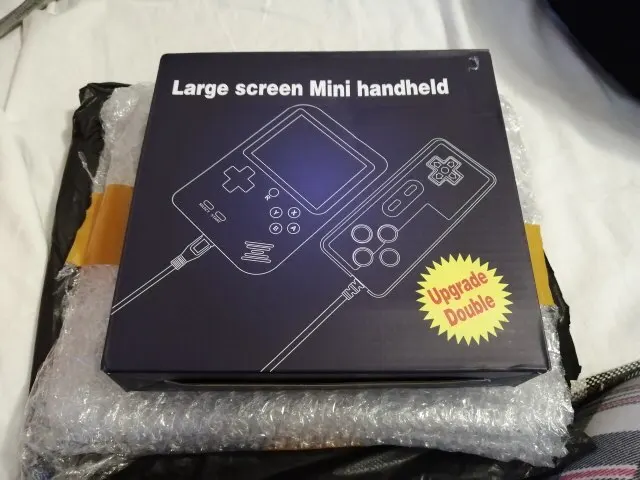 Large screen Mini handheld
Upgrade
Double